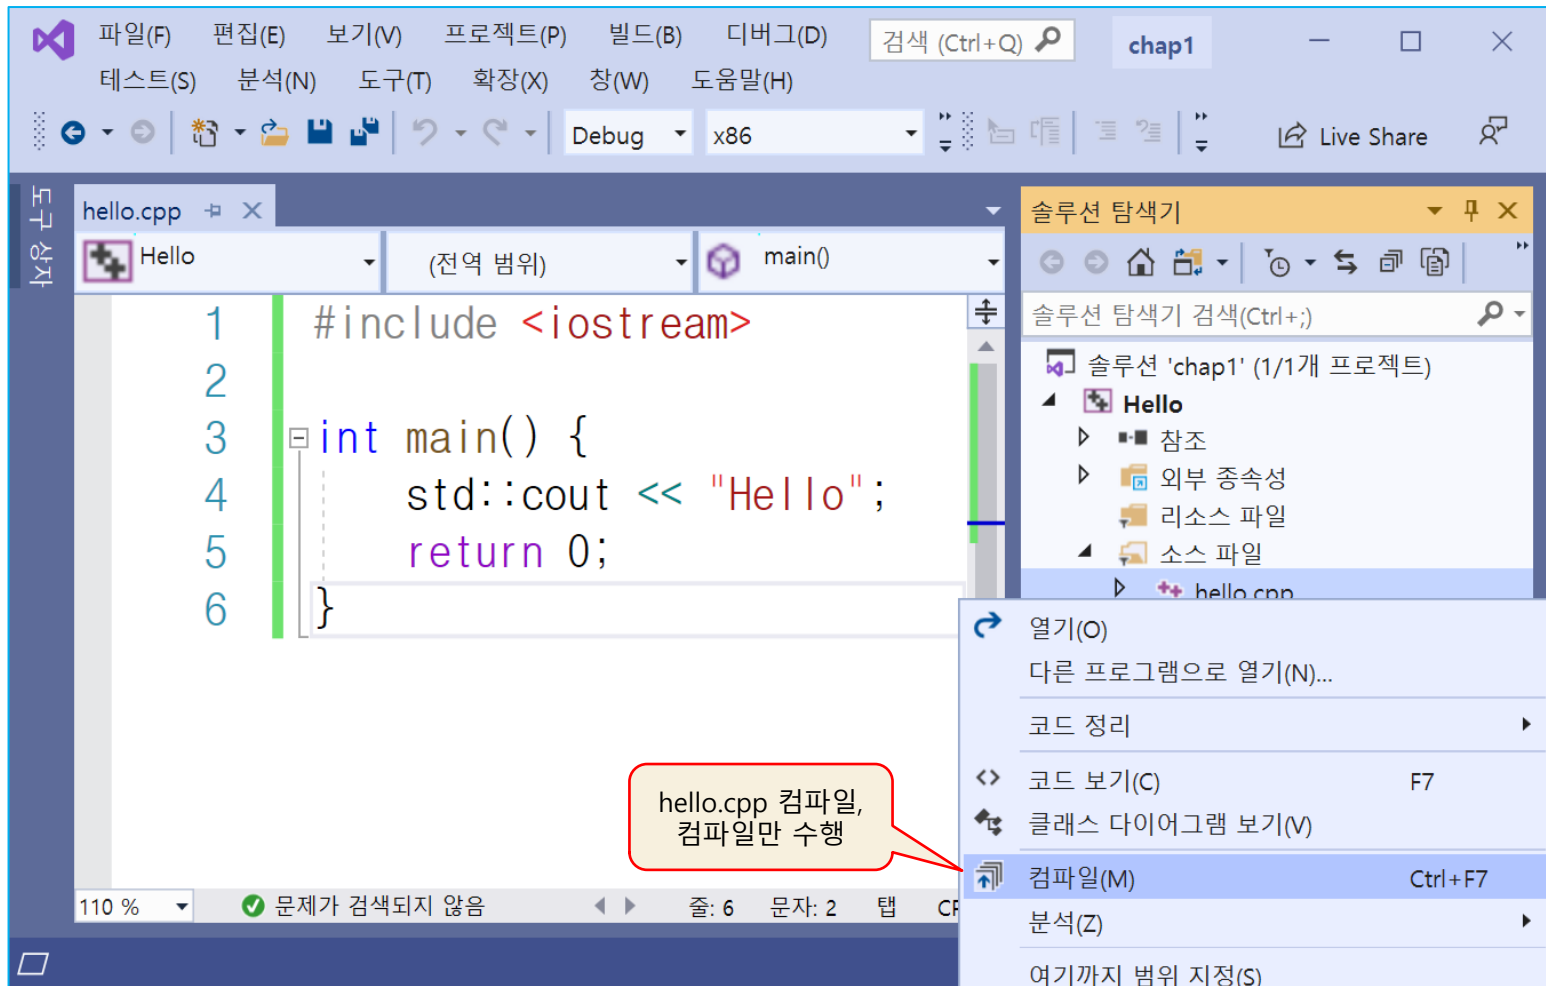 파일(F) 편집(E) 보기(V) 프로젝트(P) 빌드(B) 디버그(D) 검색 (Ctrl+Q) chap1
테스트(S) 분석(N) 도구(T) 확장(X) 창(W) 도움말(H)
Debug x86 Live Share
도구 상자
hello.cpp
Hello (전역 범위) main()
1 #include <iostream>
2
3 int main() {
4 std::cout << "Hello";
5 return 0;
6 }
110 % 문제가 검색되지 않음 줄: 6 문자: 2 탭
솔루션 탐색기
솔루션 탐색기 검색(Ctrl+;)
솔루션 'chap1' (1/1개 프로젝트)
Hello
참조
외부 종속성
리소스 파일
소스 파일
hello.cpp
열기(O)
다른 프로그램으로 열기(N)...
코드 정리
코드 보기(C) F7
클래스 다이어그램 보기(V)
컴파일(M) Ctrl+F7
분석(Z)
여기까지 범위 지정(S)
hello.cpp 컴파일,
컴파일만 수행